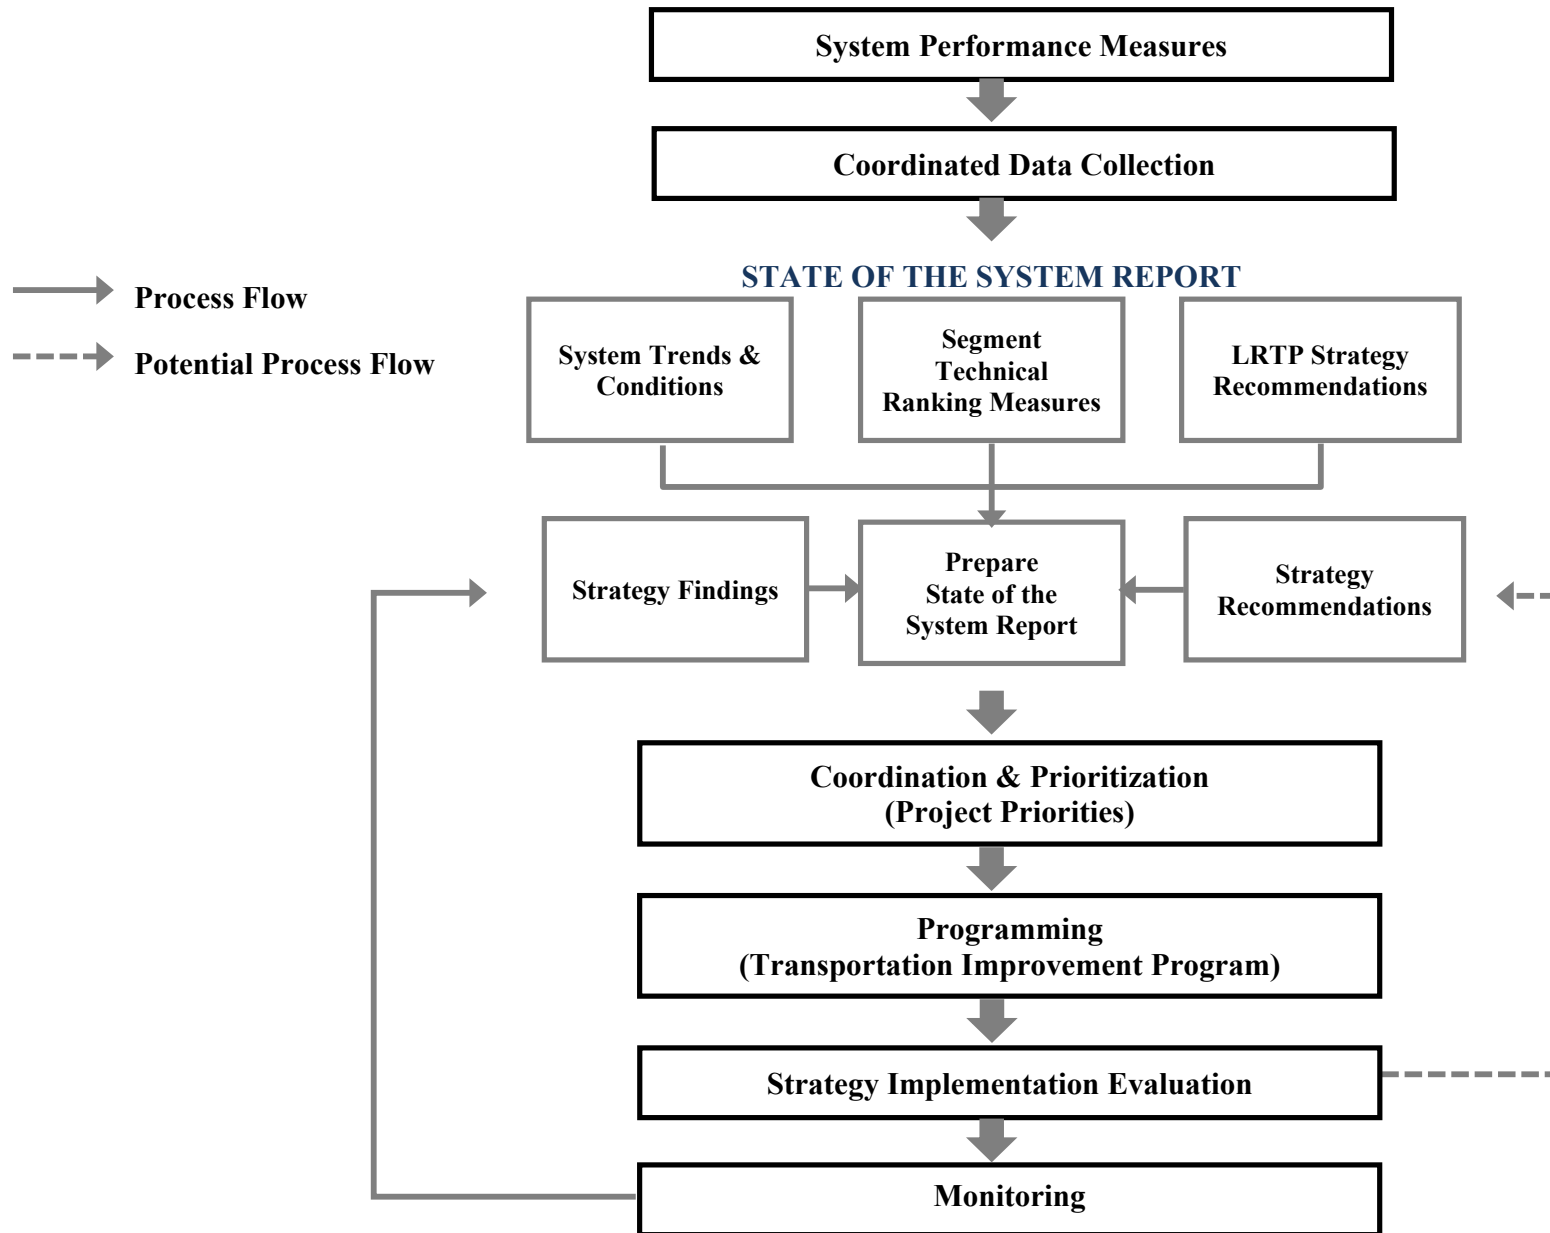 System Performance Measures
Coordinated Data Collection
STATE OF THE SYSTEM REPORT
Process Flow
Potential Process Flow
System Trends &
Conditions
Segment
Technical
Ranking Measures
LRTP Strategy
Recommendations
Strategy Findings
Prepare
State of the
System Report
Strategy
Recommendations
Coordination & Prioritization
(Project Priorities)
Programming
(Transportation Improvement Program)
Strategy Implementation Evaluation
Monitoring